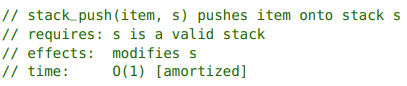 // stack_push(item, s) pushes item onto stack s
// requires: s is a valid stack
// effects:  modifies s
// time:     O(1) [amortized]